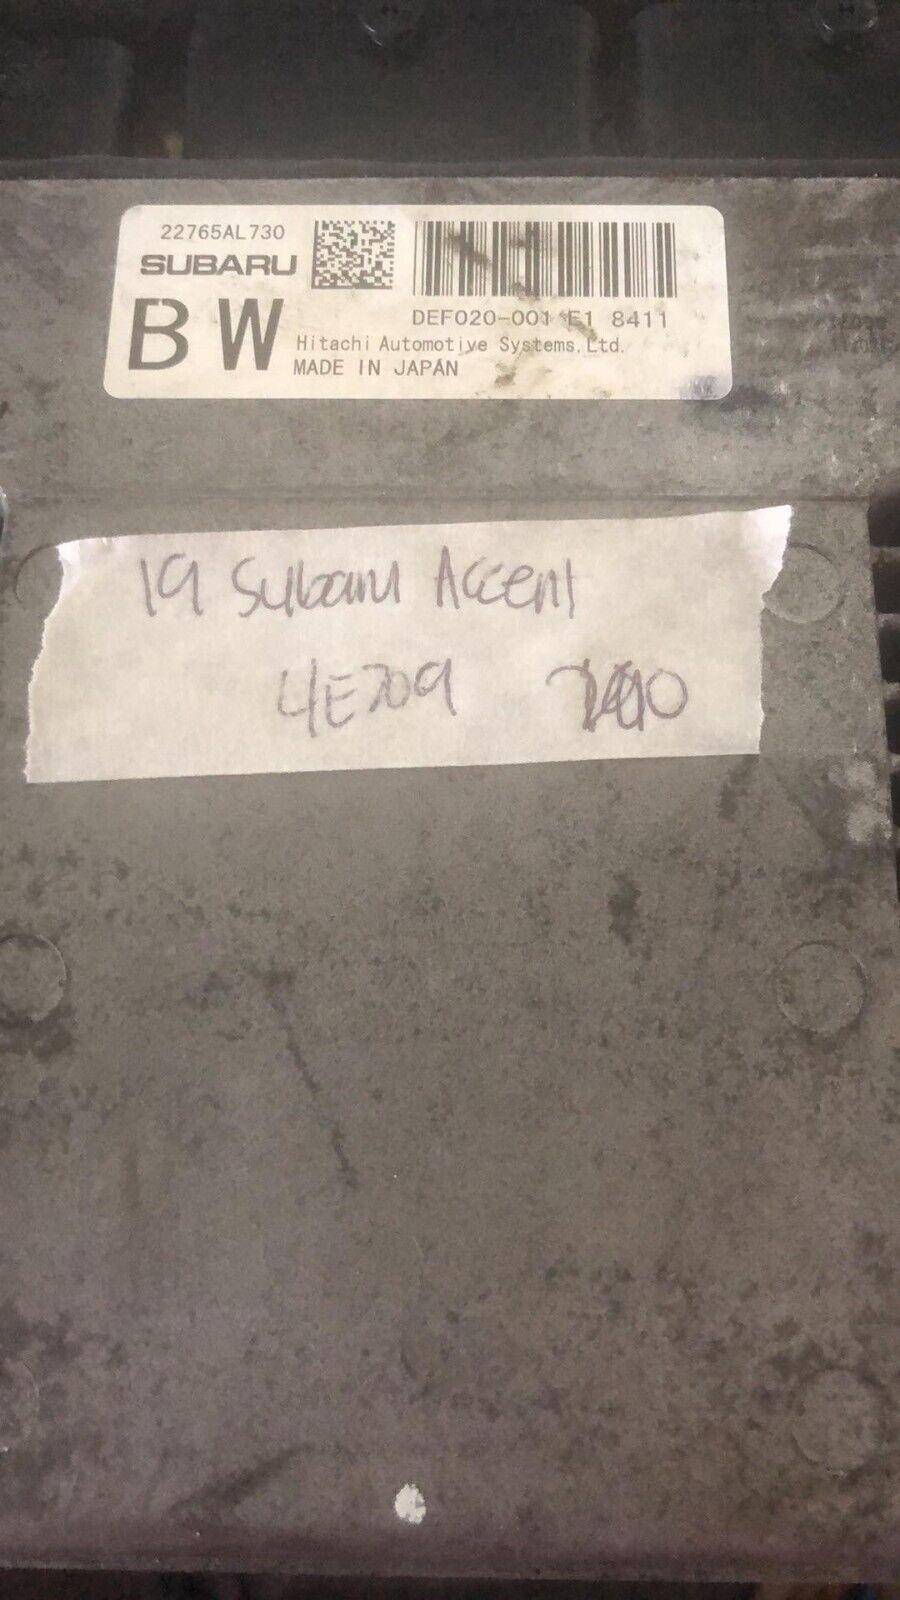 22765AL730
SUBARU
BW
DEF020-001 E1 8411
Hitachi Automotive Systems,Ltd.
MADE IN JAPAN
19 Subaru Accent
4E709